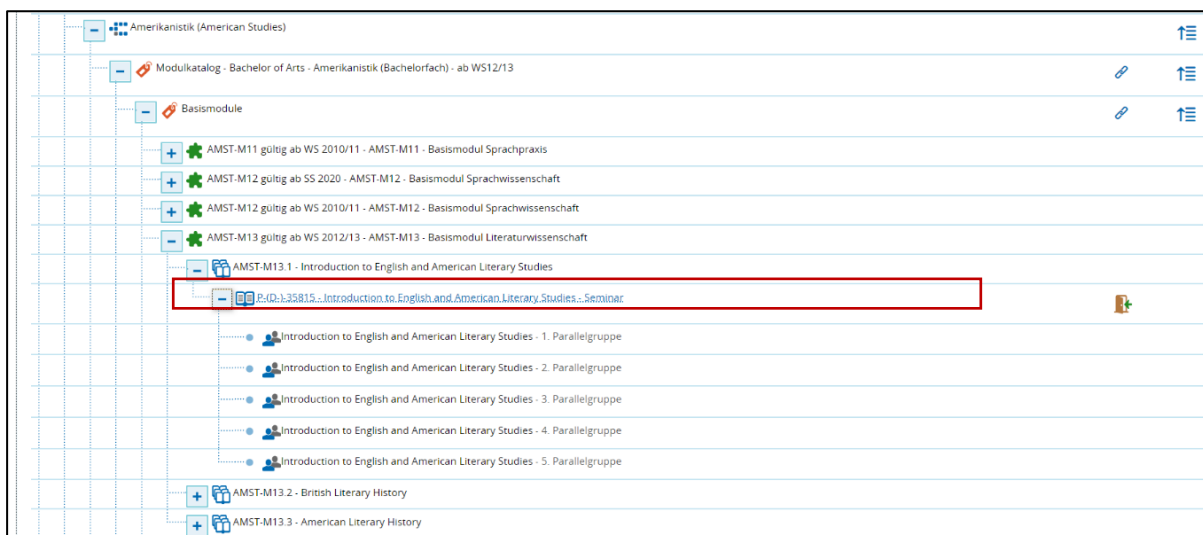 Amerikanistik (American Studies)
Modulkatalog - Bachelor of Arts - Amerikanistik (Bachelorfach) - ab WS12/13
Basismodule
AMST-M11 gültig ab WS 2010/11 - AMST-M11 - Basismodul Sprachpraxis
AMST-M12 gültig ab SS 2020 - AMST-M12 - Basismodul Sprachwissenschaft
AMST-M12 gültig ab WS 2010/11 - AMST-M12 - Basismodul Sprachwissenschaft
AMST-M13 gültig ab WS 2012/13 - AMST-M13 - Basismodul Literaturwissenschaft
AMST-M13.1 - Introduction to English and American Literary Studies
P-(D-)-35815 - Introduction to English and American Literary Studies - Seminar
Introduction to English and American Literary Studies - 1. Parallelgruppe
Introduction to English and American Literary Studies - 2. Parallelgruppe
Introduction to English and American Literary Studies - 3. Parallelgruppe
Introduction to English and American Literary Studies - 4. Parallelgruppe
Introduction to English and American Literary Studies - 5. Parallelgruppe
AMST-M13.2 - British Literary History
AMST-M13.3 - American Literary History